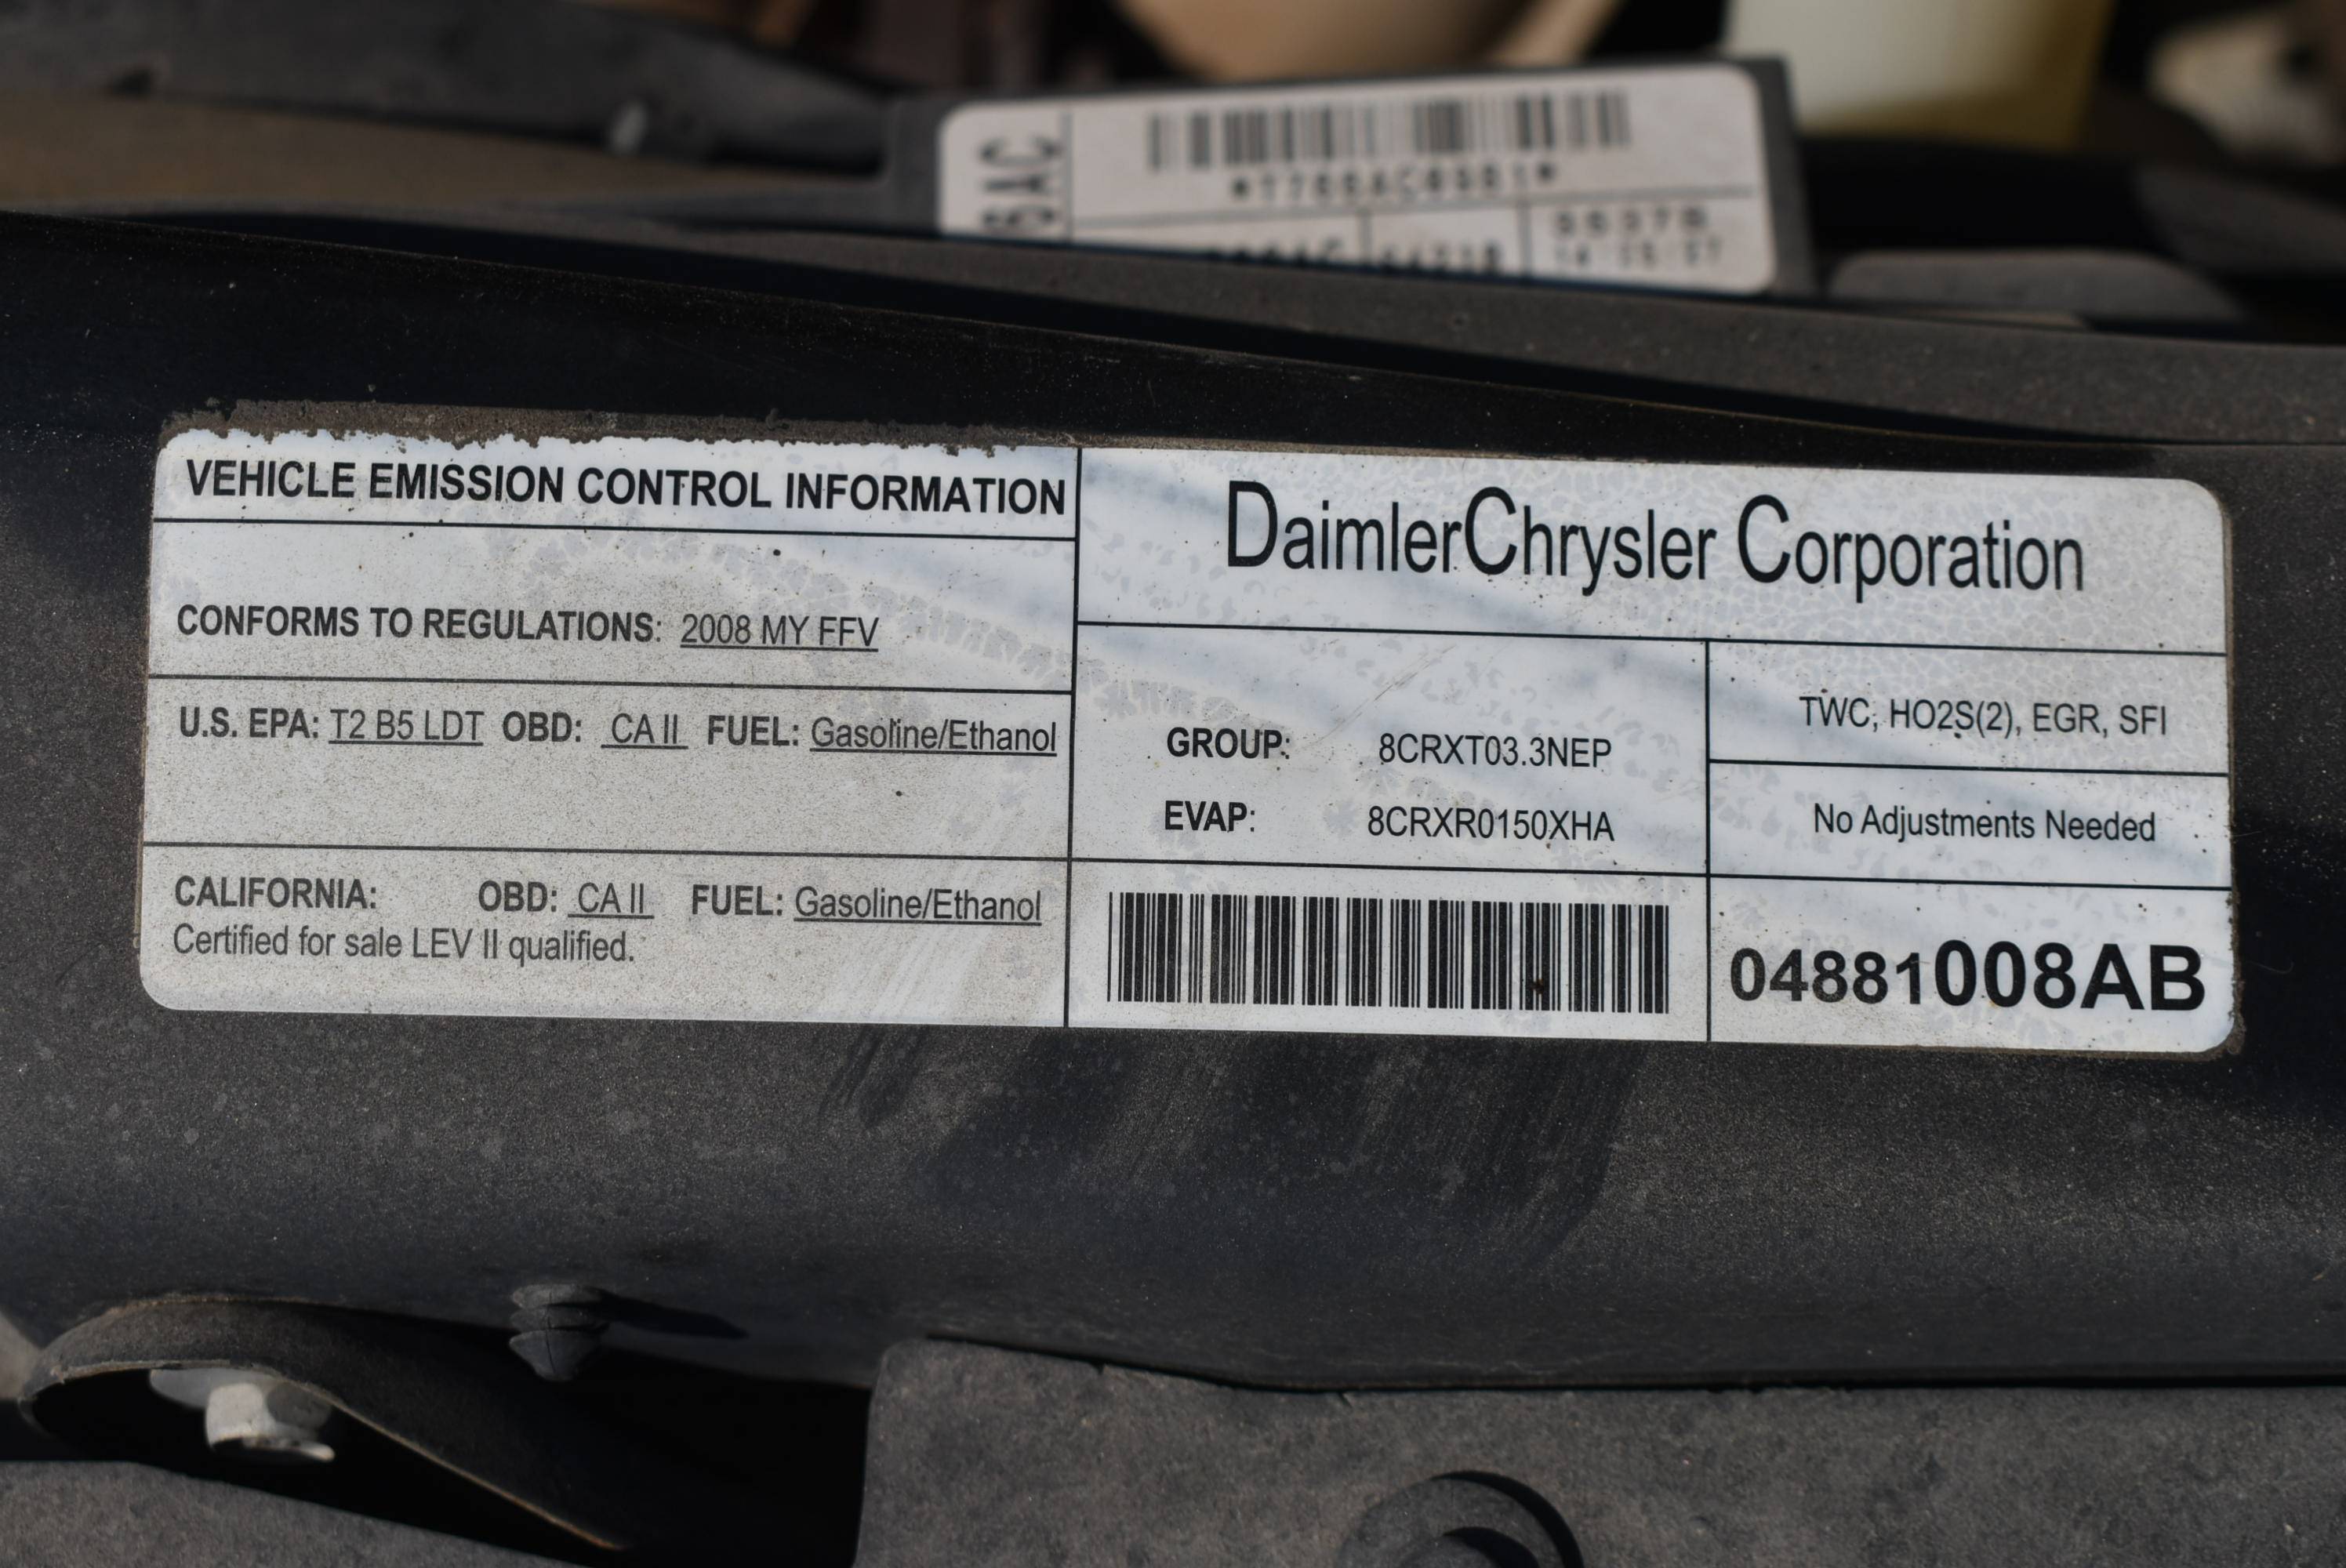 VEHICLE EMISSION CONTROL INFORMATION
CONFORMS TO REGULATIONS: 2008 MY FFV
U.S. EPA: T2 B5 LDT OBD: CA II FUEL: Gasoline/Ethanol
CALIFORNIA: OBD: CA II FUEL: Gasoline/Ethanol
Certified for sale LEV II qualified.
DaimlerChrysler Corporation
GROUP: 8CRXT03.3NEP
EVAP: 8CRXR0150XHA
TWC, HO2S(2), EGR, SFI
No Adjustments Needed
04881008AB